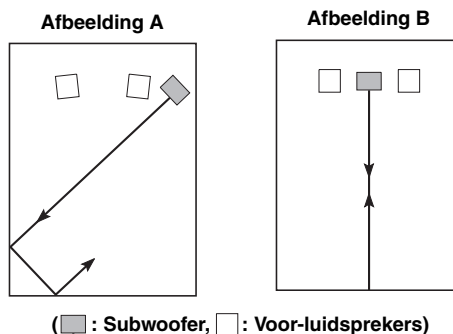 Afbeelding A
Afbeelding B
( : Subwoofer, : Voor-luidsprekers)